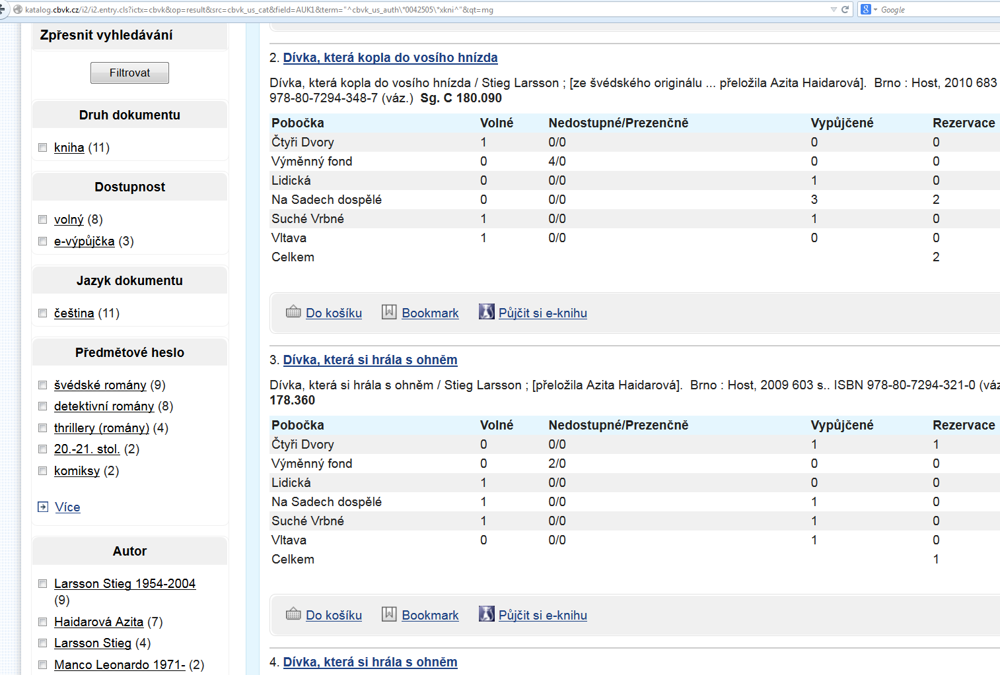 katalog.cbvk.cz/i2/i2.entry.cls?ictx=cbvk&op=result&src=cbvk_us_cat&field=AUK1&term="^cbvk_us_auth\*0042505\*xkni^"&qt=mg
Google
Zpřesnit vyhledávání
Filtrovat
Druh dokumentu
kniha (11)
Dostupnost
volný (8)
e-výpůjčka (3)
Jazyk dokumentu
čeština (11)
Předmětové heslo
švédské romány (9)
detektivní romány (8)
thrillery (romány) (4)
20.-21. stol. (2)
komiksy (2)
Více
Autor
Larsson Stieg 1954-2004
(9)
Haidarová Azita (7)
Larsson Stieg (4)
Manco Leonardo 1971- (2)
2. Dívka, která kopla do vosího hnízda
Dívka, která kopla do vosího hnízda / Stieg Larsson ; [ze švédského originálu ... přeložila Azita Haidarová]. Brno : Host, 2010 683
978-80-7294-348-7 (váz.) Sg. C 180.090
Pobočka Volné Nedostupné/Prezenčně Vypůjčené Rezervace
Čtyři Dvory 1 0/0 0 0
Výměnný fond 0 4/0 0 0
Lidická 0 0/0 1 0
Na Sadech dospělé 0 0/0 3 2
Suché Vrbné 1 0/0 1 0
Vltava 1 0/0 0 0
Celkem 2
Do košíku Bookmark Půjčit si e-knihu
3. Dívka, která si hrála s ohněm
Dívka, která si hrála s ohněm / Stieg Larsson ; [přeložila Azita Haidarová]. Brno : Host, 2009 603 s.. ISBN 978-80-7294-321-0 (váz
178.360
Pobočka Volné Nedostupné/Prezenčně Vypůjčené Rezervace
Čtyři Dvory 0 0/0 1 1
Výměnný fond 0 2/0 0 0
Lidická 1 0/0 0 0
Na Sadech dospělé 1 0/0 1 0
Suché Vrbné 1 0/0 1 0
Vltava 0 0/0 1 0
Celkem 1
Do košíku Bookmark Půjčit si e-knihu
4. Dívka, která si hrála s ohněm